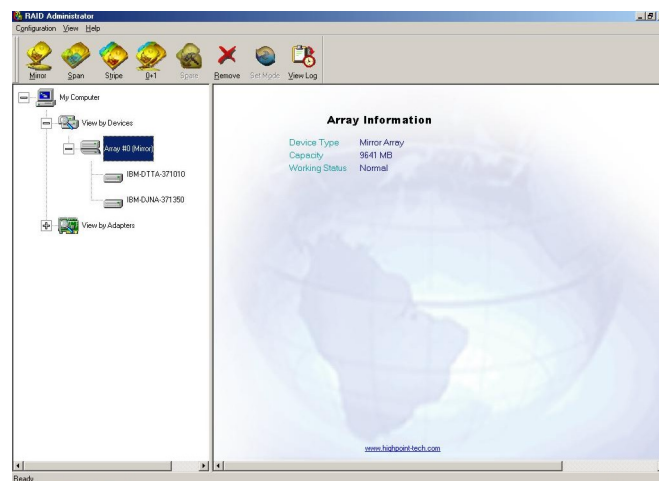 RAID Administrator
Configuration View Help
Mirror Span Stripe 0+1 Spare Remove Set Mode View Log
My Computer
View by Devices
Array #0 (Mirror)
IBM-DTTA-371010
IBM-DJNA-371350
View by Adapters
Array Information
Device Type Mirror Array
Capacity 9641 MB
Working Status Normal
www.highpoint-tech.com
Ready